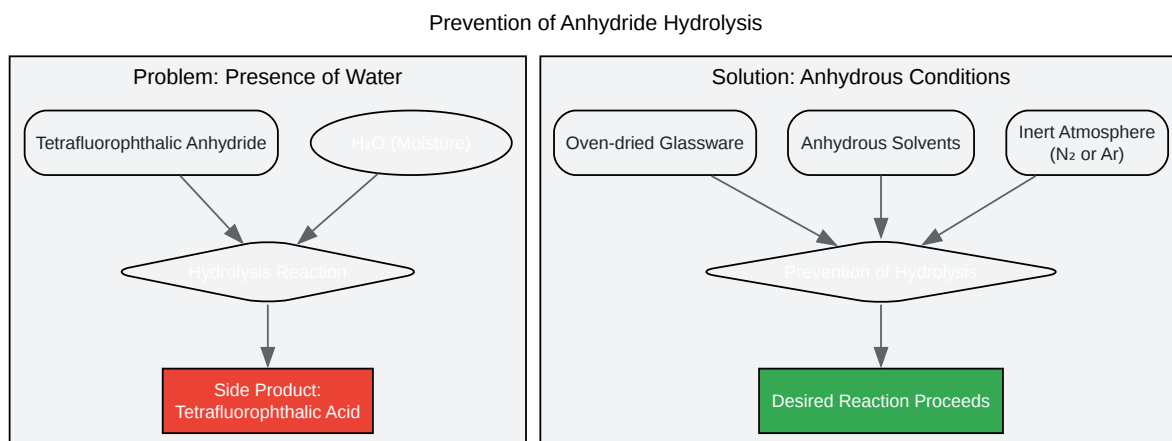 Prevention of Anhydride Hydrolysis
Problem: Presence of Water
Tetrafluorophthalic Anhydride
H₂O (Moisture)
Hydrolysis Reaction
Side Product:
Tetrafluorophthalic Acid
Solution: Anhydrous Conditions
Oven-dried Glassware
Anhydrous Solvents
Inert Atmosphere
(N₂ or Ar)
Prevention of Hydrolysis
Desired Reaction Proceeds